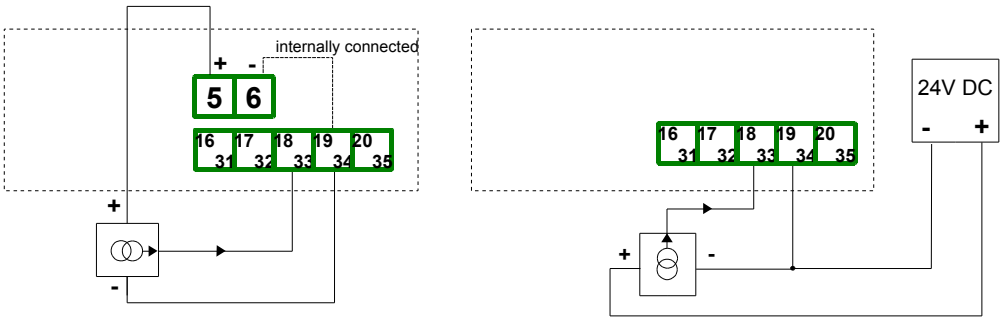 internally connected
+ -
5 6
16 17 18 19 20
31 32 33 34 35
+
-
16 17 18 19 20
31 32 33 34 35
24V DC
- +
+ -